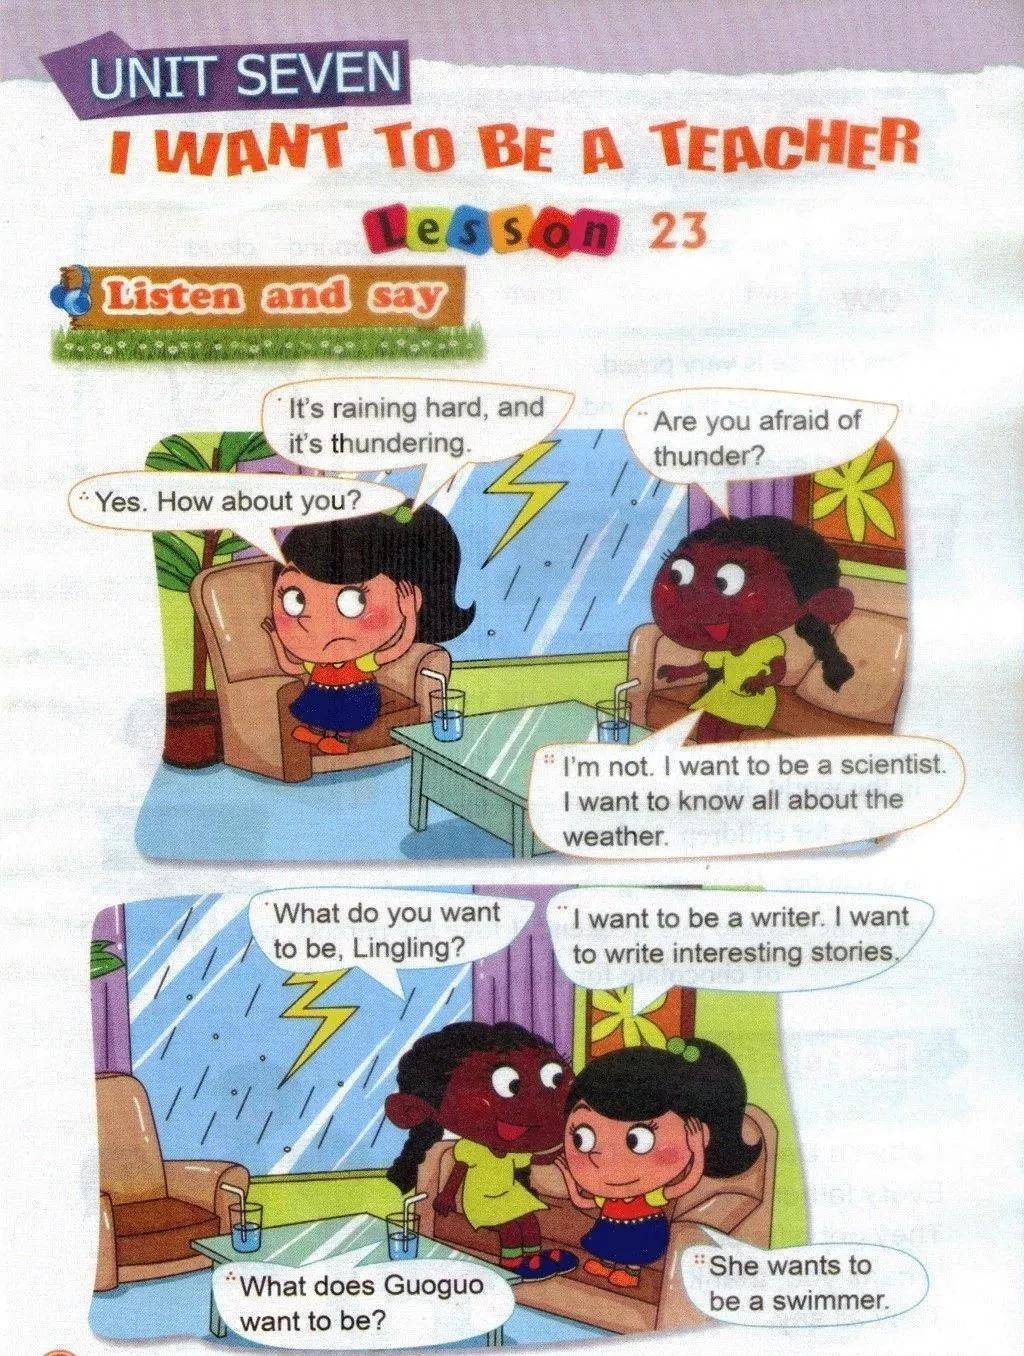 UNIT SEVEN
I WANT TO BE A TEACHER
Lesson 23
Listen and say
It's raining hard, and
it's thundering.
Are you afraid of
thunder?
Yes. How about you?
I'm not. I want to be a scientist.
I want to know all about the
weather.
What do you want
to be, Lingling?
I want to be a writer. I want
to write interesting stories.
What does Guoguo
want to be?
She wants to
be a swimmer.